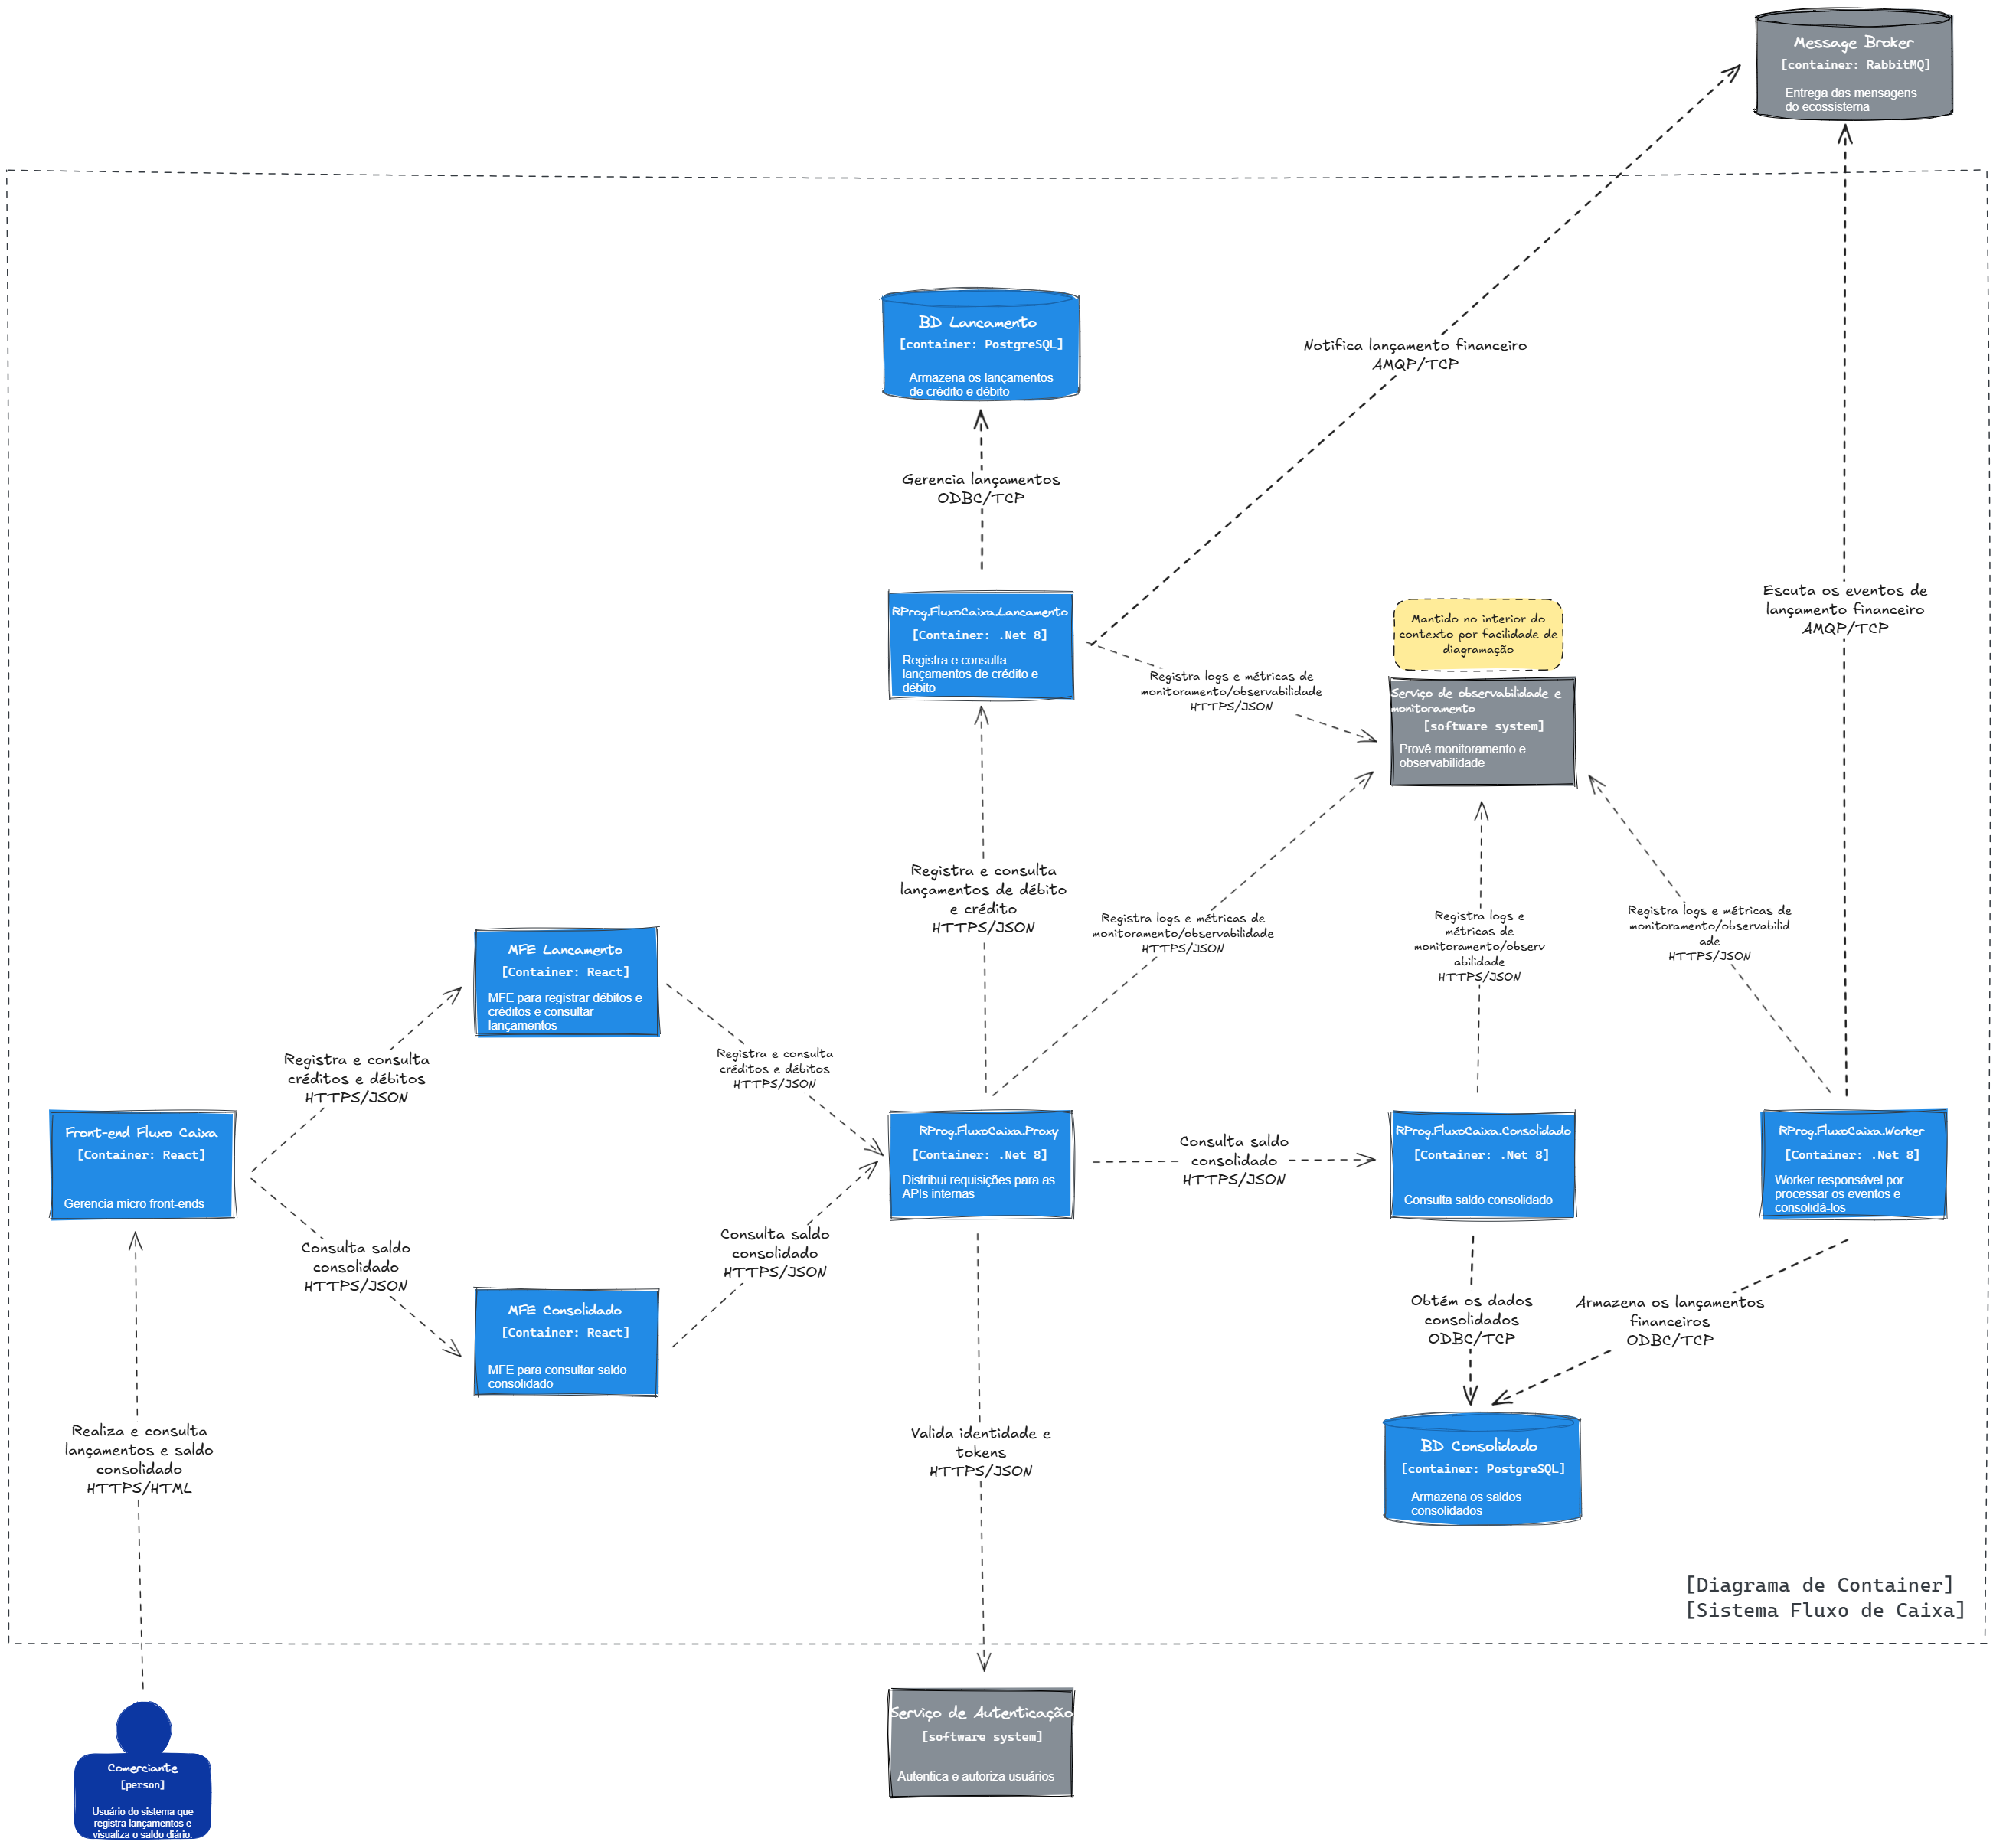 Message Broker
[container: RabbitMQ]
Entrega das mensagens
do ecossistema
BD Lancamento
[container: PostgreSQL]
Armazena os lançamentos
de crédito e débito
Notifica lançamento financeiro
AMQP/TCP
Gerencia lançamentos
ODBC/TCP
Escuta os eventos de
lançamento financeiro
AMQP/TCP
RProg.FluxoCaixa.Lancamento
[Container: .Net 8]
Registra e consulta
lançamentos de crédito e
débito
Mantido no interior do
contexto por facilidade de
diagramação
Registra logs e métricas de
monitoramento/observabilidade
HTTPS/JSON
Serviço de observabilidade e
monitoramento
[software system]
Provê monitoramento e
observabilidade
Registra e consulta
lançamentos de débito
e crédito
HTTPS/JSON
Registra logs e métricas de
monitoramento/observabilidade
HTTPS/JSON
Registra logs e
métricas de
monitoramento/observ
abilidade
HTTPS/JSON
Registra logs e métricas de
monitoramento/observabilid
ade
HTTPS/JSON
MFE Lancamento
[Container: React]
MFE para registrar débitos e
créditos e consultar
lançamentos
Registra e consulta
créditos e débitos
HTTPS/JSON
Registra e consulta
créditos e débitos
HTTPS/JSON
Front-end Fluxo Caixa
[Container: React]
Gerencia micro front-ends
RProg.FluxoCaixa.Proxy
[Container: .Net 8]
Distribui requisições para as
APIs internas
Consulta saldo
consolidado
HTTPS/JSON
RProg.FluxoCaixa.Consolidado
[Container: .Net 8]
Consulta saldo consolidado
RProg.FluxoCaixa.Worker
[Container: .Net 8]
Worker responsável por
processar os eventos e
consolidá-los
Consulta saldo
consolidado
HTTPS/JSON
Consulta saldo
consolidado
HTTPS/JSON
MFE Consolidado
[Container: React]
MFE para consultar saldo
consolidado
Obtém os dados
consolidados
ODBC/TCP
Armazena os lançamentos
financeiros
ODBC/TCP
Realiza e consulta
lançamentos e saldo
consolidado
HTTPS/HTML
Valida identidade e
tokens
HTTPS/JSON
BD Consolidado
[container: PostgreSQL]
Armazena os saldos
consolidados
[Diagrama de Container]
[Sistema Fluxo de Caixa]
Serviço de Autenticação
[software system]
Autentica e autoriza usuários
Comerciante
[person]
Usuário do sistema que
registra lançamentos e
visualiza o saldo diário.